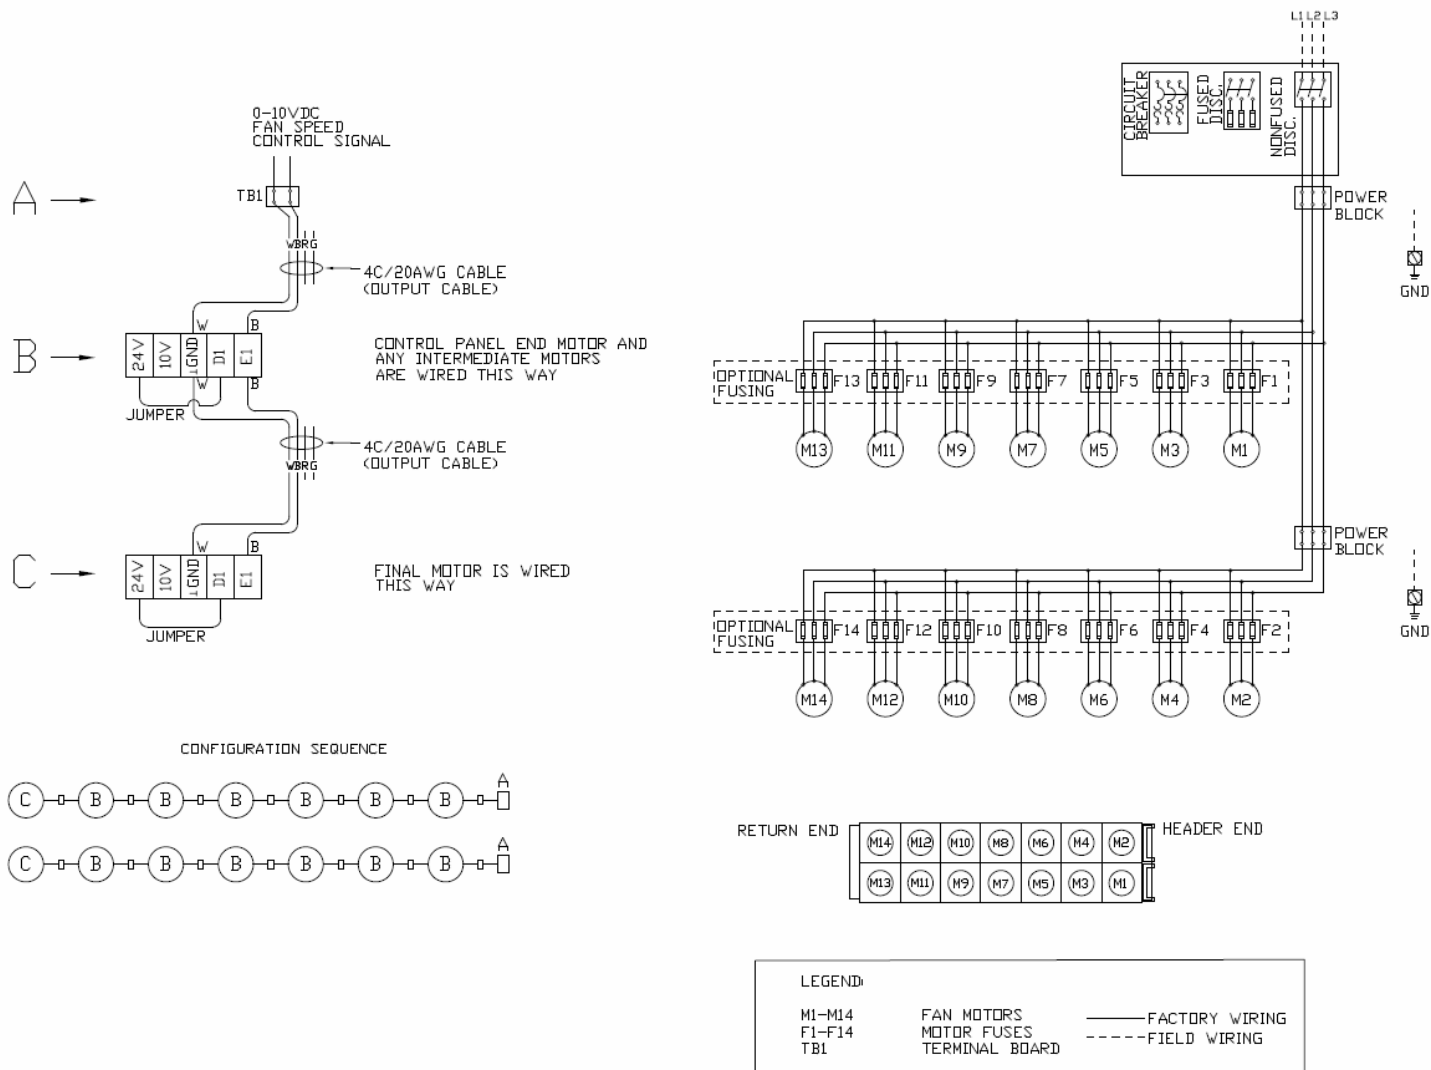 0-10VDC
FAN SPEED
CONTROL SIGNAL
A
TB1
WBRG
4C/20AWG CABLE
(OUTPUT CABLE)
W B
B
24V 10V ⊥GND D1 E1
CONTROL PANEL END MOTOR AND
ANY INTERMEDIATE MOTORS
ARE WIRED THIS WAY
W B
JUMPER
4C/20AWG CABLE
(OUTPUT CABLE)
WBRG
W B
C
24V 10V ⊥GND D1 E1
FINAL MOTOR IS WIRED
THIS WAY
JUMPER
CONFIGURATION SEQUENCE
A
C B B B B B B
A
C B B B B B B
L1 L2 L3
CIRCUIT
BREAKER
FUSED
DISC.
NONFUSED
DISC.
POWER
BLOCK
GND
OPTIONAL
FUSING
F13 F11 F9 F7 F5 F3 F1
M13 M11 M9 M7 M5 M3 M1
POWER
BLOCK
GND
OPTIONAL
FUSING
F14 F12 F10 F8 F6 F4 F2
M14 M12 M10 M8 M6 M4 M2
RETURN END
HEADER END
M14 M12 M10 M8 M6 M4 M2
M13 M11 M9 M7 M5 M3 M1
LEGEND:
M1-M14 FAN MOTORS
F1-F14 MOTOR FUSES
TB1 TERMINAL BOARD
FACTORY WIRING
FIELD WIRING